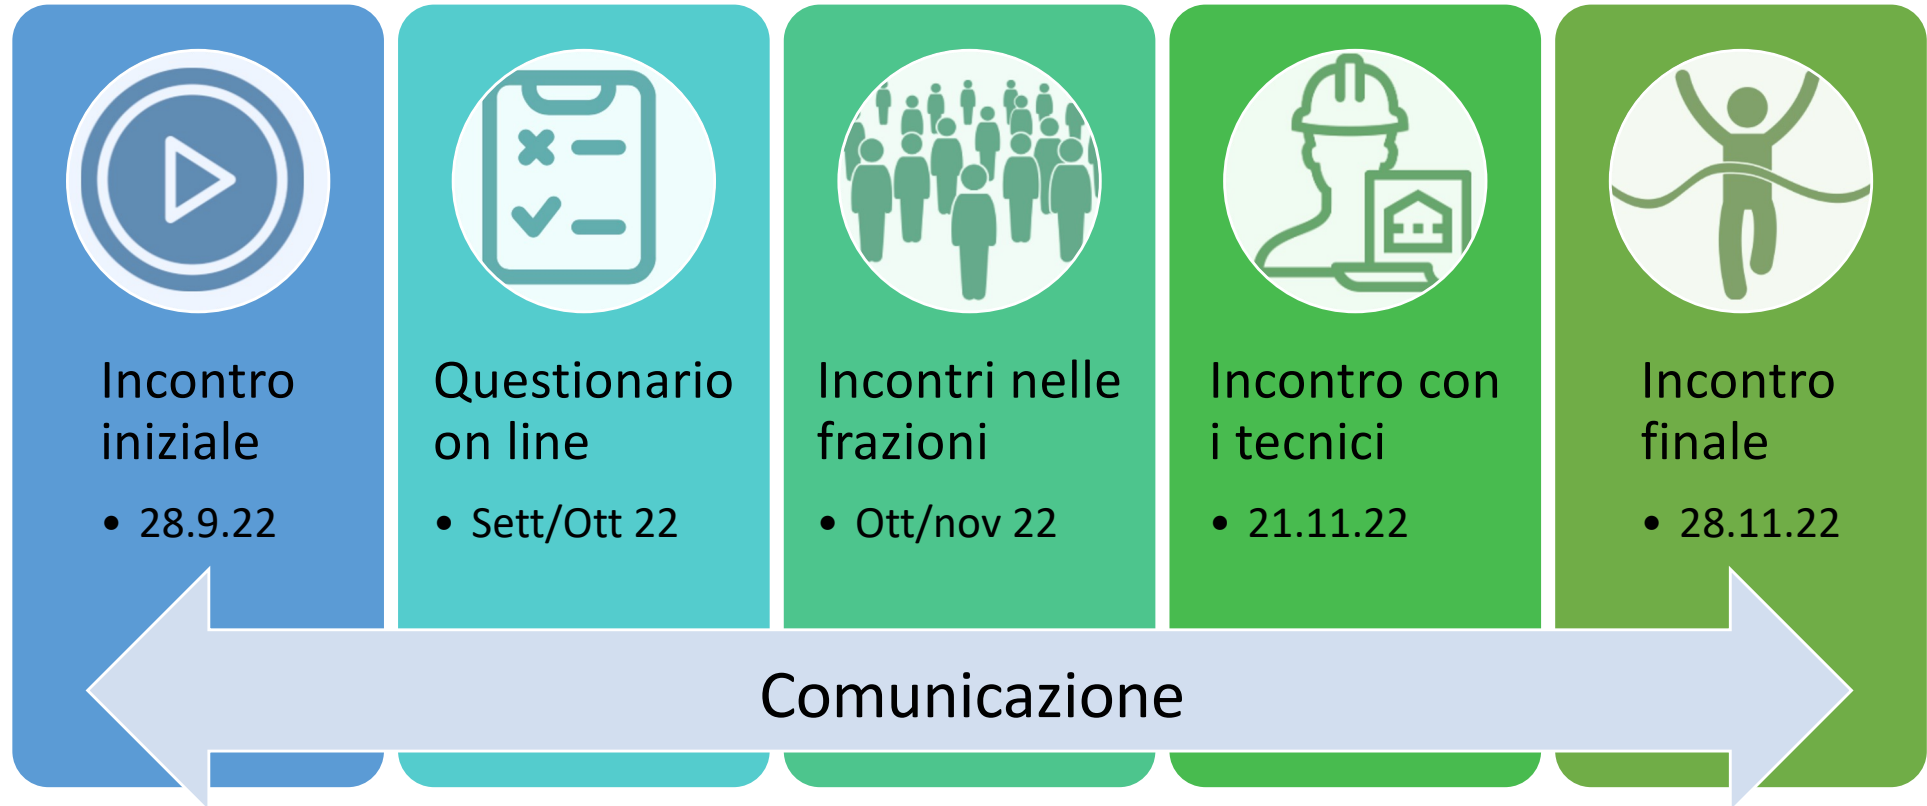 Incontro
iniziale
• 28.9.22
Questionario
on line
• Sett/Ott 22
Incontri nelle
frazioni
• Ott/nov 22
Incontro con
i tecnici
• 21.11.22
Incontro
finale
• 28.11.22
Comunicazione